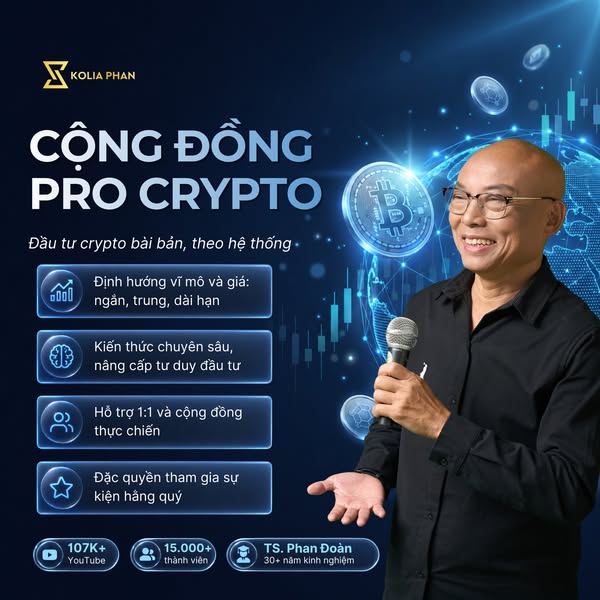 KOLIA PHAN
CỘNG ĐỒNG
PRO CRYPTO
Đầu tư crypto bài bản, theo hệ thống
Định hướng vĩ mô và giá:
ngắn, trung, dài hạn
Kiến thức chuyên sâu,
nâng cấp tư duy đầu tư
Hỗ trợ 1:1 và cộng đồng
thực chiến
Đặc quyền tham gia sự
kiện hằng quý
107K+
YouTube
15.000+
thành viên
TS. Phan Đoàn
30+ năm kinh nghiệm